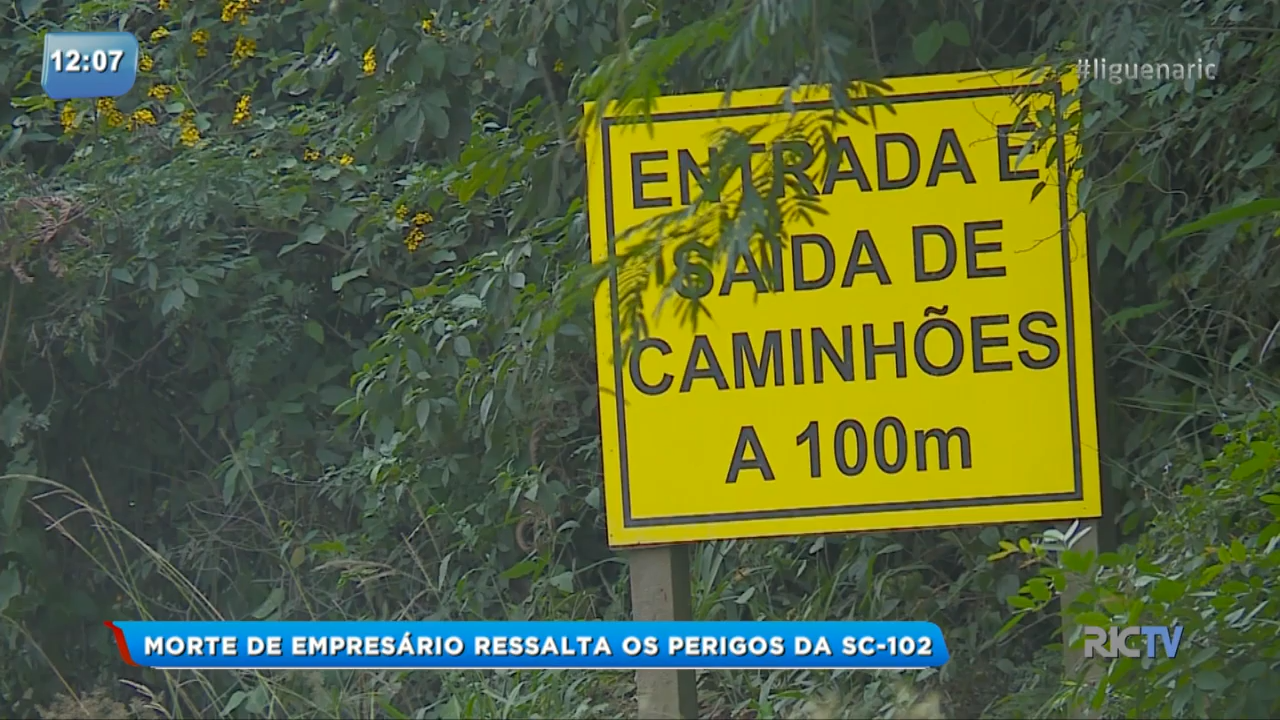 12:07
#liguenaric
ENTRADA E
SAIDA DE
CAMINHÕES
A 100m
MORTE DE EMPRESÁRIO RESSALTA OS PERIGOS DA SC-102
RICTV